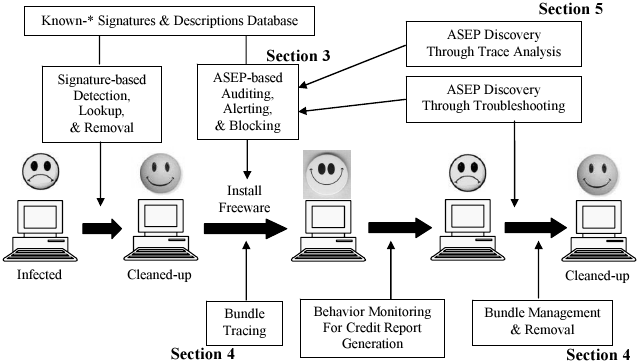 Known-* Signatures & Descriptions Database
Section 5
Section 3
ASEP Discovery
Through Trace Analysis
Signature-based
Detection,
Lookup,
& Removal
ASEP-based
Auditing,
Alerting,
& Blocking
ASEP Discovery
Through Troubleshooting
Install
Freeware
Infected
Cleaned-up
Cleaned-up
Bundle
Tracing
Section 4
Behavior Monitoring
For Credit Report
Generation
Bundle Management
& Removal
Section 4